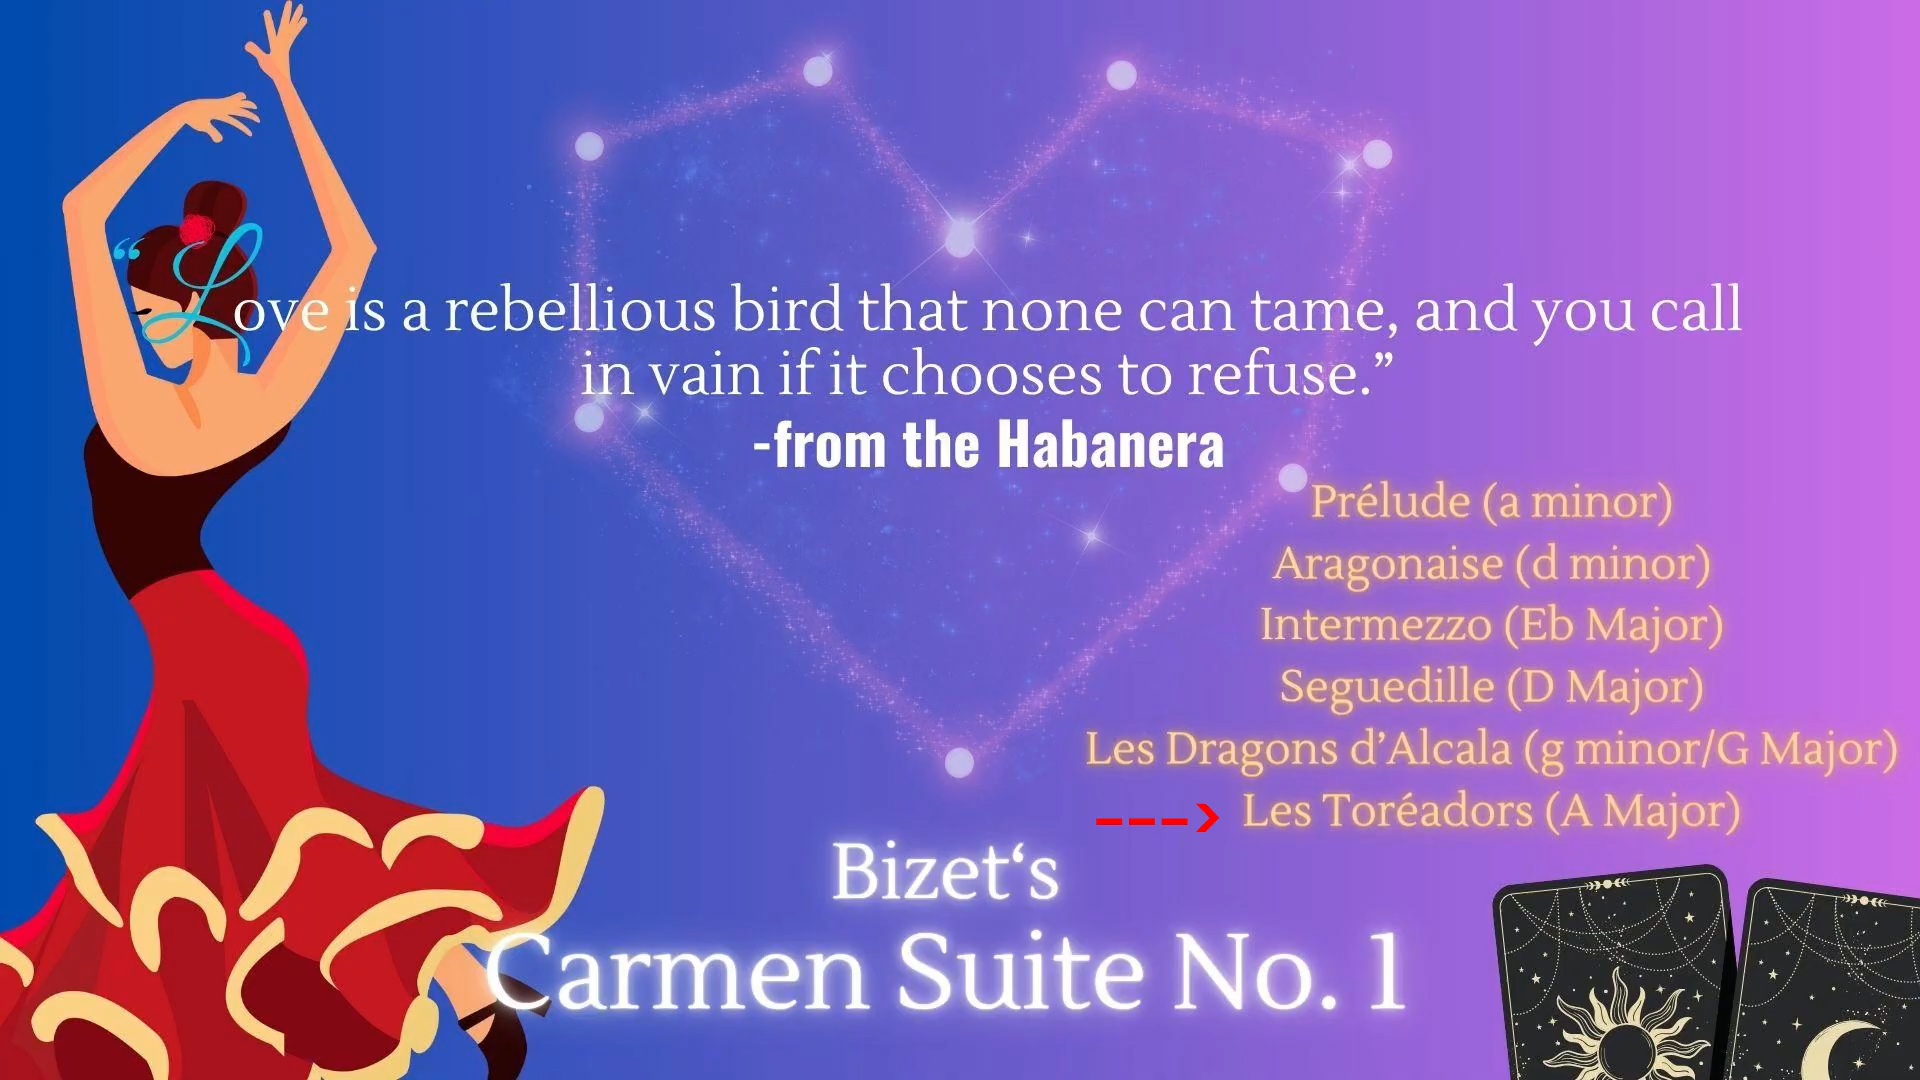 “Love is a rebellious bird that none can tame, and you call
in vain if it chooses to refuse.”
-from the Habanera
Prélude (a minor)
Aragonaise (d minor)
Intermezzo (Eb Major)
Seguedille (D Major)
Les Dragons d’Alcala (g minor/G Major)
---> Les Toréadors (A Major)
Bizet‘s
Carmen Suite No. 1